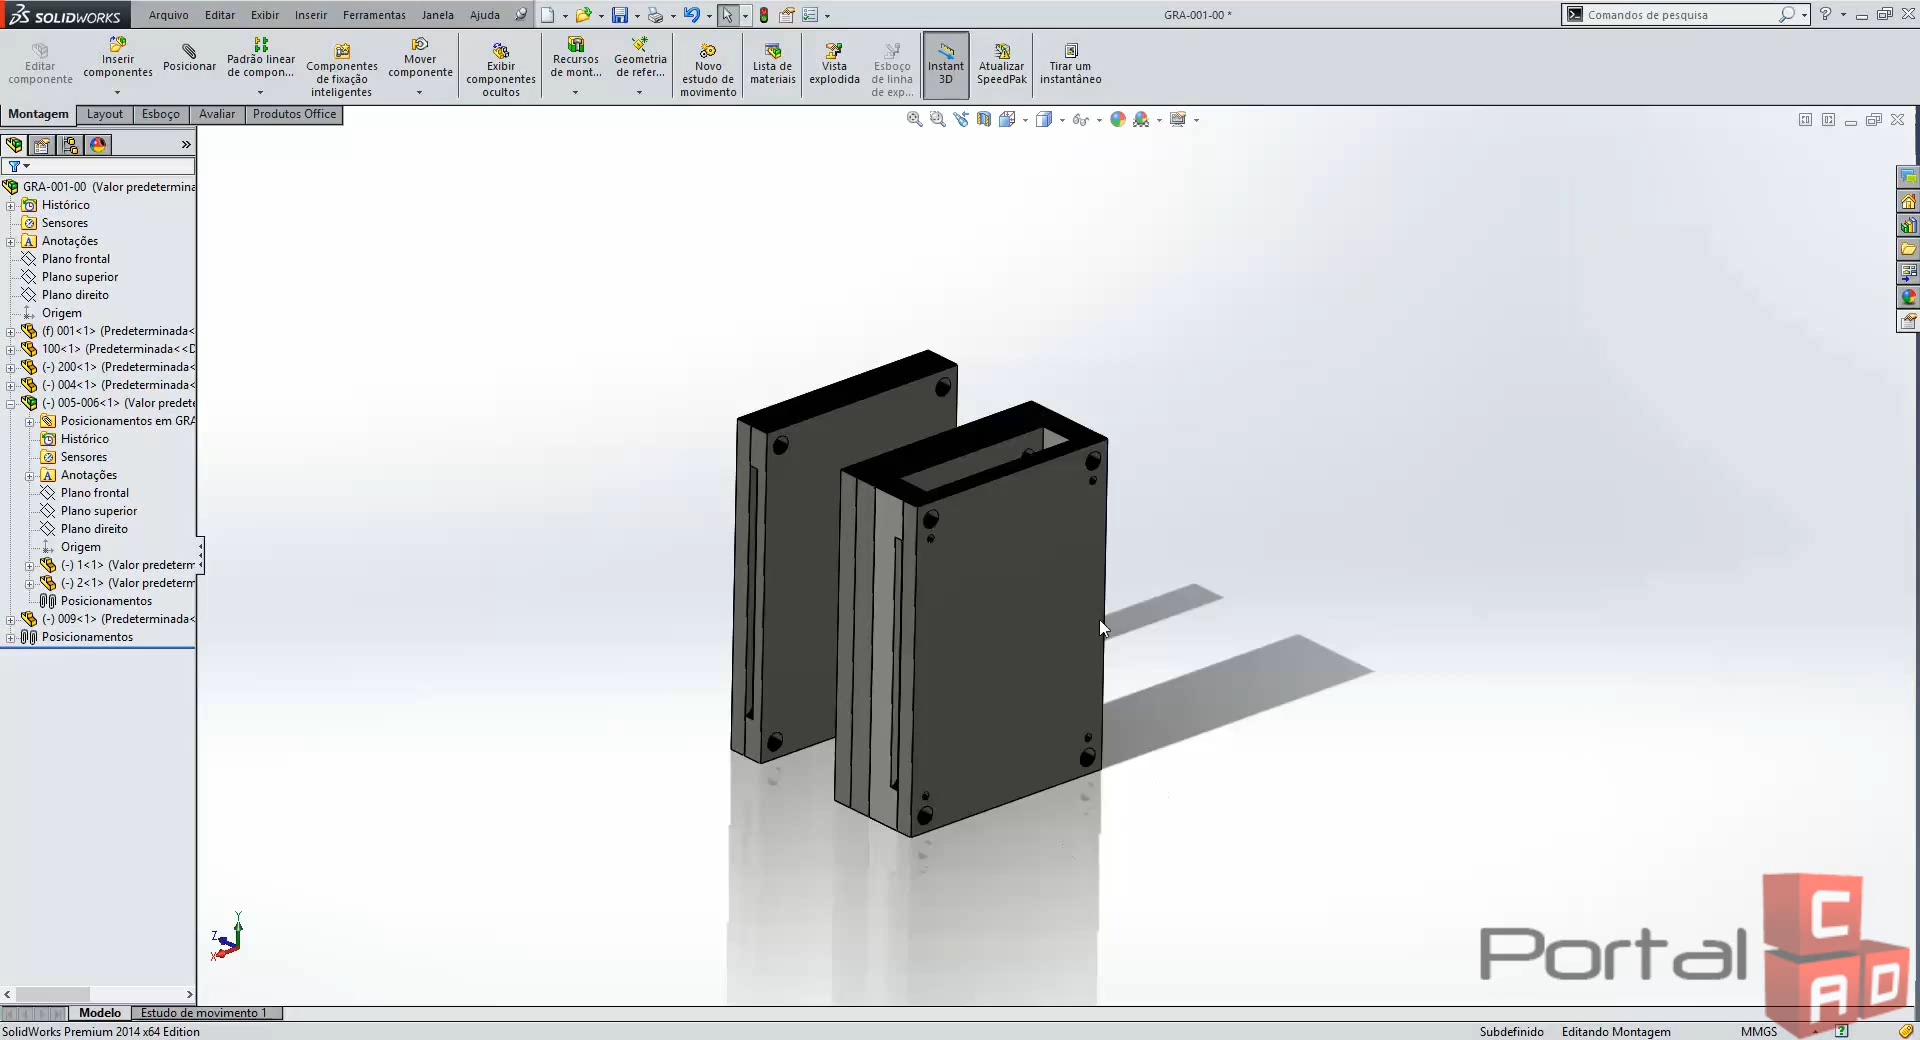 SOLIDWORKS Arquivo Editar Exibir Inserir Ferramentas Janela Ajuda GRA-001-00 * Comandos de pesquisa
Editar componente
Inserir componentes
Posicionar
Padrão linear de compon...
Componentes de fixação inteligentes
Mover componente
Exibir componentes ocultos
Recursos de mont...
Geometria de refer...
Novo estudo de movimento
Lista de materiais
Vista explodida
Esboço de linha de exp...
Instant 3D
Atualizar SpeedPak
Tirar um instantâneo
Montagem Layout Esboço Avaliar Produtos Office
GRA-001-00 (Valor predetermina
Histórico
Sensores
Anotações
Plano frontal
Plano superior
Plano direito
Origem
(f) 001<1> (Predeterminada<
100<1> (Predeterminada<<D
(-) 200<1> (Predeterminada<
(-) 004<1> (Predeterminada<
(-) 005-006<1> (Valor predete
Posicionamentos em GRA
Histórico
Sensores
Anotações
Plano frontal
Plano superior
Plano direito
Origem
(-) 1<1> (Valor predeterm
(-) 2<1> (Valor predeterm
Posicionamentos
(-) 009<1> (Predeterminada<
Posicionamentos
Y
Z
X
Portal CAD
Modelo Estudo de movimento 1
SolidWorks Premium 2014 x64 Edition Subdefinido Editando Montagem MMGS